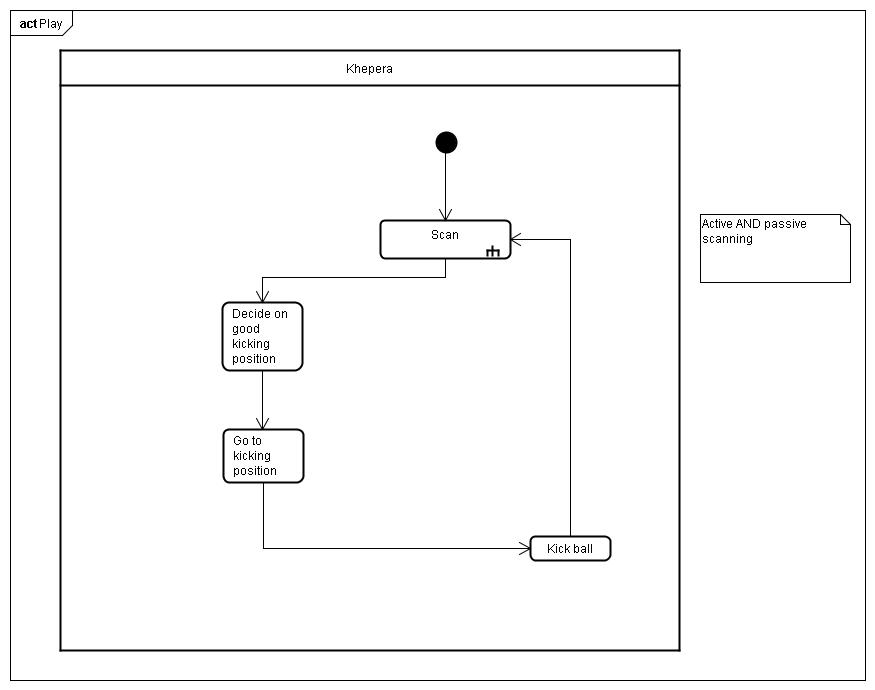 act Play
Khepera
Scan
Active AND passive
scanning
Decide on
good
kicking
position
Go to
kicking
position
Kick ball